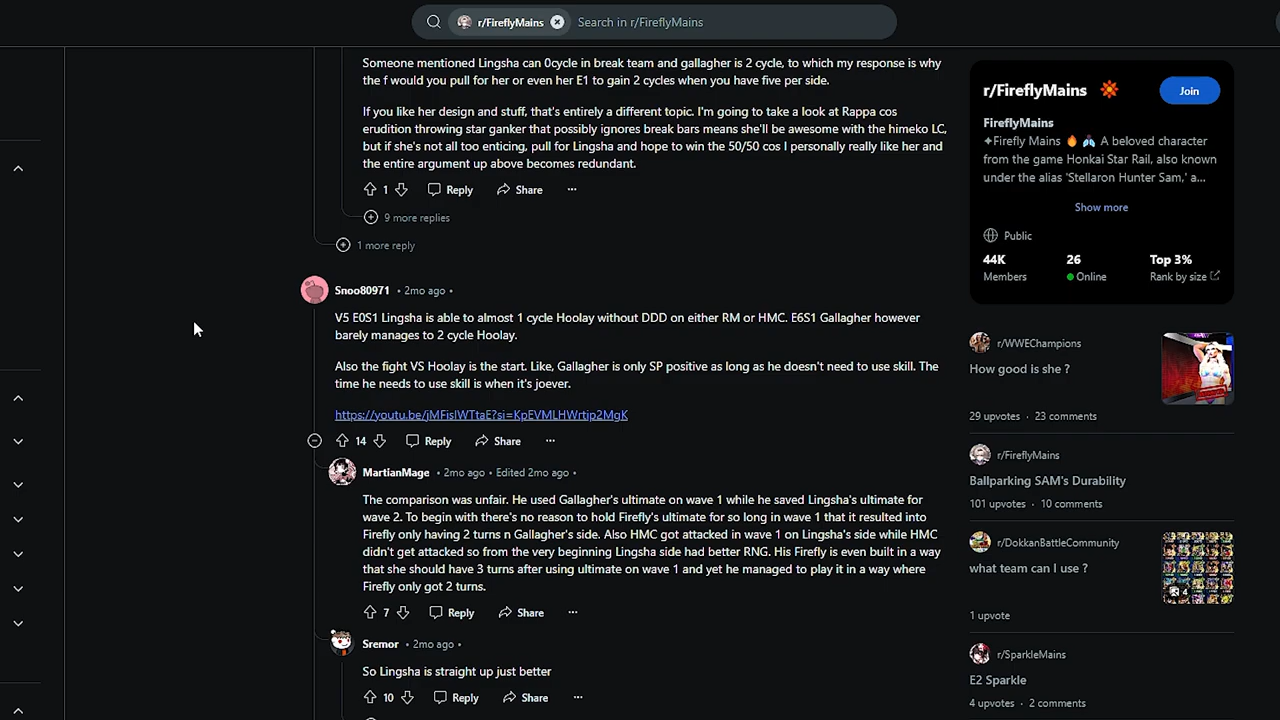 r/FireflyMains
Search in r/FireflyMains
Someone mentioned Lingsha can 0cycle in break team and gallagher is 2 cycle, to which my response is why
the f would you pull for her or even her E1 to gain 2 cycles when you have five per side.
If you like her design and stuff, that's entirely a different topic. I'm going to take a look at Rappa cos
erudition throwing star ganker that possibly ignores break bars means she'll be awesome with the himeko LC,
but if she's not all too enticing, pull for Lingsha and hope to win the 50/50 cos I personally really like her and
the entire argument up above becomes redundant.
1 Reply Share ...
9 more replies
1 more reply
Snoo80971 • 2mo ago •
V5 E0S1 Lingsha is able to almost 1 cycle Hoolay without DDD on either RM or HMC. E6S1 Gallagher however
barely manages to 2 cycle Hoolay.
Also the fight VS Hoolay is the start. Like, Gallagher is only SP positive as long as he doesn't need to use skill. The
time he needs to use skill is when it's joever.
https://youtu.be/jMFisIWTtaE?si=KpEVMLHWrtip2MgK
14 Reply Share ...
MartianMage • 2mo ago • Edited 2mo ago •
The comparison was unfair. He used Gallagher's ultimate on wave 1 while he saved Lingsha's ultimate for
wave 2. To begin with there's no reason to hold Firefly's ultimate for so long in wave 1 that it resulted into
Firefly only having 2 turns n Gallagher's side. Also HMC got attacked in wave 1 on Lingsha's side while HMC
didn't get attacked so from the very beginning Lingsha side had better RNG. His Firefly is even built in a way
that she should have 3 turns after using ultimate on wave 1 and yet he managed to play it in a way where
Firefly only got 2 turns.
7 Reply Share ...
Sremor • 2mo ago •
So Lingsha is straight up just better
10 Reply Share ...
r/FireflyMains
Join
FireflyMains
✦Firefly Mains 🔥 🫁 A beloved character
from the game Honkai Star Rail, also known
under the alias 'Stellaron Hunter Sam,' a...
Show more
Public
44K 26 Top 3%
Members Online Rank by size
r/WWEChampions
How good is she ?
29 upvotes · 23 comments
r/FireflyMains
Ballparking SAM's Durability
101 upvotes · 10 comments
r/DokkanBattleCommunity
what team can I use ?
4
1 upvote
r/SparkleMains
E2 Sparkle
4 upvotes · 2 comments